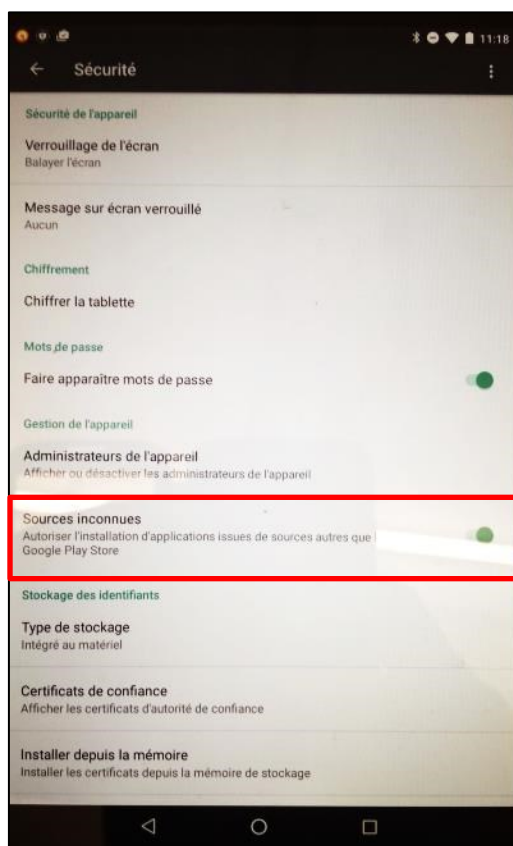 11:18
Sécurité
Sécurité de l'appareil
Verrouillage de l'écran
Balayer l'écran
Message sur écran verrouillé
Aucun
Chiffrement
Chiffrer la tablette
Mots de passe
Faire apparaître mots de passe
Gestion de l'appareil
Administrateurs de l'appareil
Afficher ou désactiver les administrateurs de l'appareil
Sources inconnues
Autoriser l'installation d'applications issues de sources autres que
Google Play Store
Stockage des identifiants
Type de stockage
Intégré au matériel
Certificats de confiance
Afficher les certificats d'autorité de confiance
Installer depuis la mémoire
Installer les certificats depuis la mémoire de stockage